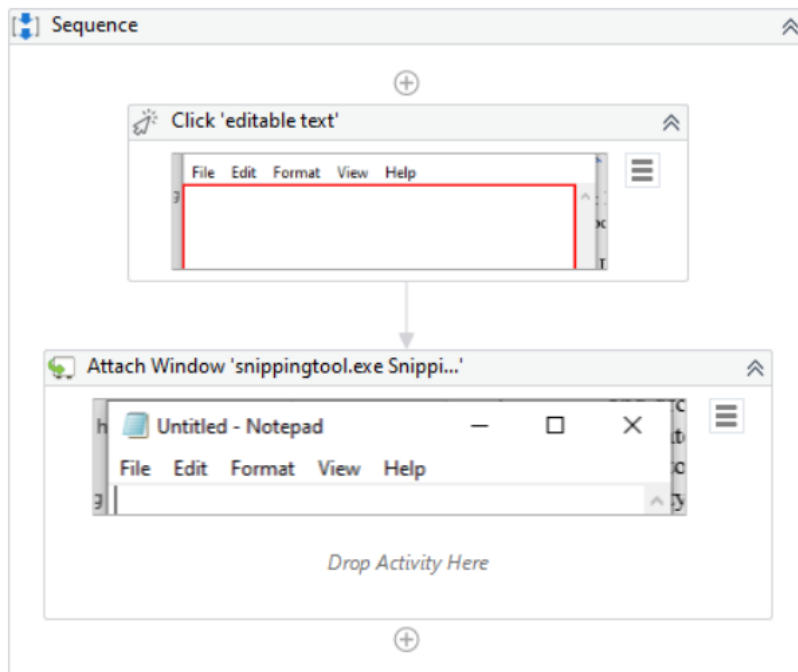 Sequence
Click 'editable text'
File Edit Format View Help
Attach Window 'snippingtool.exe Snippi...'
Untitled - Notepad
File Edit Format View Help
Drop Activity Here